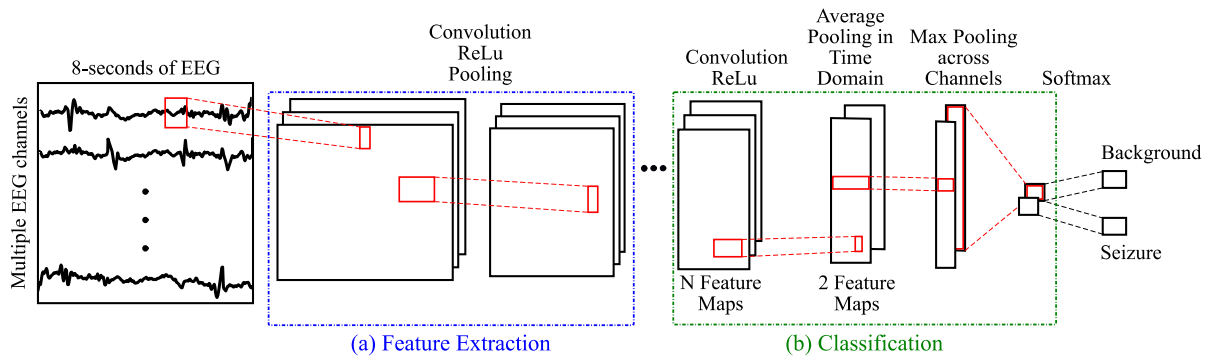 8-seconds of EEG
Multiple EEG channels
Convolution
ReLu
Pooling
(a) Feature Extraction
Convolution
ReLu
Average
Pooling in
Time
Domain
Max Pooling
across
Channels
Softmax
N Feature
Maps
2 Feature
Maps
Background
Seizure
(b) Classification